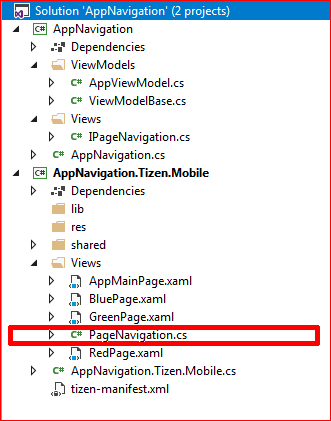 Solution 'AppNavigation' (2 projects)
AppNavigation
Dependencies
ViewModels
C# AppViewModel.cs
C# ViewModelBase.cs
Views
C# IPageNavigation.cs
C# AppNavigation.cs
AppNavigation.Tizen.Mobile
Dependencies
lib
res
shared
Views
AppMainPage.xaml
BluePage.xaml
GreenPage.xaml
C# PageNavigation.cs
RedPage.xaml
C# AppNavigation.Tizen.Mobile.cs
tizen-manifest.xml